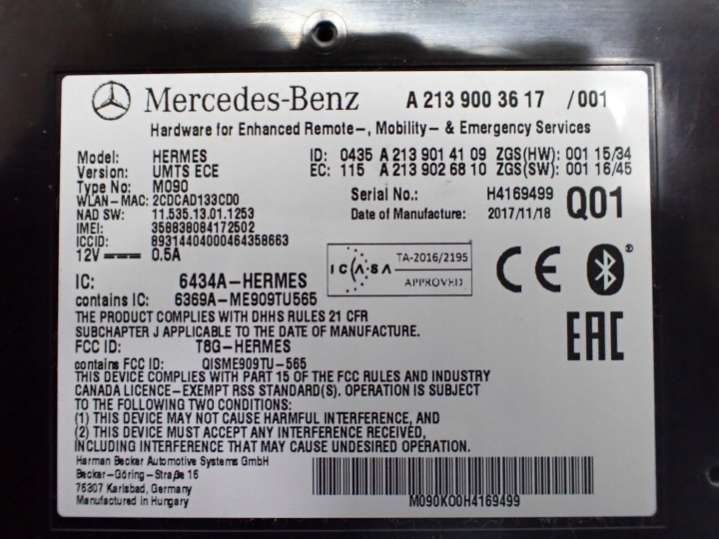 Mercedes-Benz A 213 900 36 17 /001
Hardware for Enhanced Remote-, Mobility- & Emergency Services
Model: HERMES ID: 0435 A 213 901 41 09 ZGS(HW): 001 15/34
Version: UMTS ECE EC: 115 A 213 902 68 10 ZGS(SW): 001 16/45
Type No: M090
WLAN-MAC: 2CDCAD133CD0 Serial No.: H4169499 Q01
NAD SW: 11.535.13.01.1253 Date of Manufacture: 2017/11/18
IMEI: 358838084172502
ICCID: 89314404000464358663
12V 0.5A
ICASA TA-2016/2195
APPROVED
CE
IC: 6434A-HERMES
contains IC: 6369A-ME909TU565
THE PRODUCT COMPLIES WITH DHHS RULES 21 CFR
SUBCHAPTER J APPLICABLE TO THE DATE OF MANUFACTURE.
EAC
FCC ID: T8G-HERMES
contains FCC ID: QISME909TU-565
THIS DEVICE COMPLIES WITH PART 15 OF THE FCC RULES AND INDUSTRY
CANADA LICENCE-EXEMPT RSS STANDARD(S). OPERATION IS SUBJECT
TO THE FOLLOWING TWO CONDITIONS:
(1) THIS DEVICE MAY NOT CAUSE HARMFUL INTERFERENCE, AND
(2) THIS DEVICE MUST ACCEPT ANY INTERFERENCE RECEIVED,
INCLUDING INTERFERENCE THAT MAY CAUSE UNDESIRED OPERATION.
Harman Becker Automotive Systems GmbH
Becker-Göring-Straße 16
76307 Karlsbad, Germany
Manufactured in Hungary
M090KO0H4169499